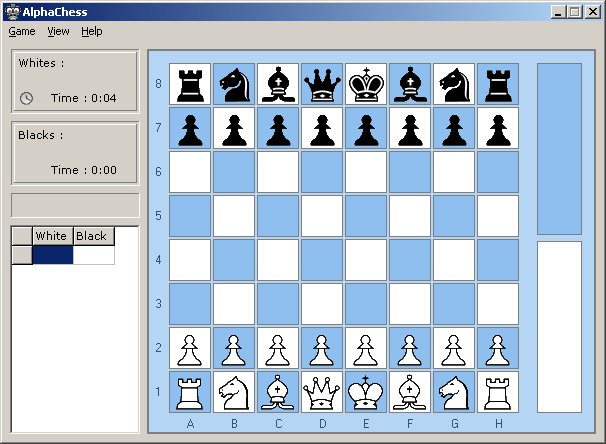 AlphaChess
Game View Help
Whites :
Time : 0:04
Blacks :
Time : 0:00
White Black
8
7
6
5
4
3
2
1
A B C D E F G H